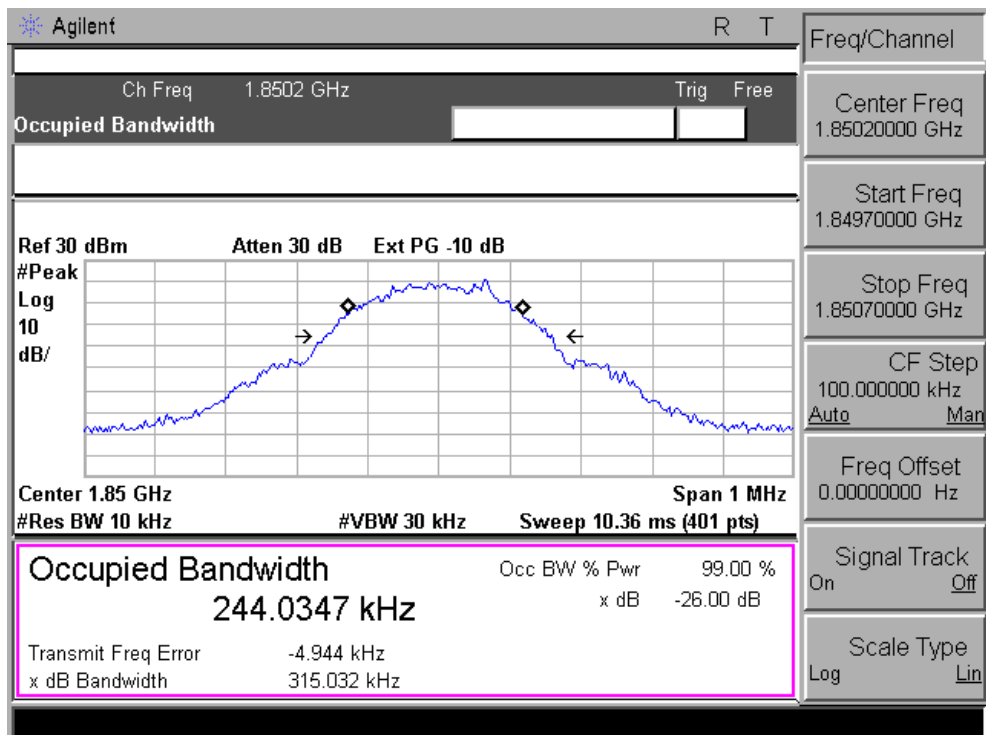 Agilent R T
Ch Freq 1.8502 GHz Trig Free
Occupied Bandwidth
Ref 30 dBm Atten 30 dB Ext PG -10 dB
#Peak
Log
10
dB/
Center 1.85 GHz Span 1 MHz
#Res BW 10 kHz #VBW 30 kHz Sweep 10.36 ms (401 pts)
Occupied Bandwidth Occ BW % Pwr 99.00 %
244.0347 kHz x dB -26.00 dB
Transmit Freq Error -4.944 kHz
x dB Bandwidth 315.032 kHz
Freq/Channel
Center Freq
1.85020000 GHz
Start Freq
1.84970000 GHz
Stop Freq
1.85070000 GHz
CF Step
100.000000 kHz
Auto Man
Freq Offset
0.00000000 Hz
Signal Track
On Off
Scale Type
Log Lin